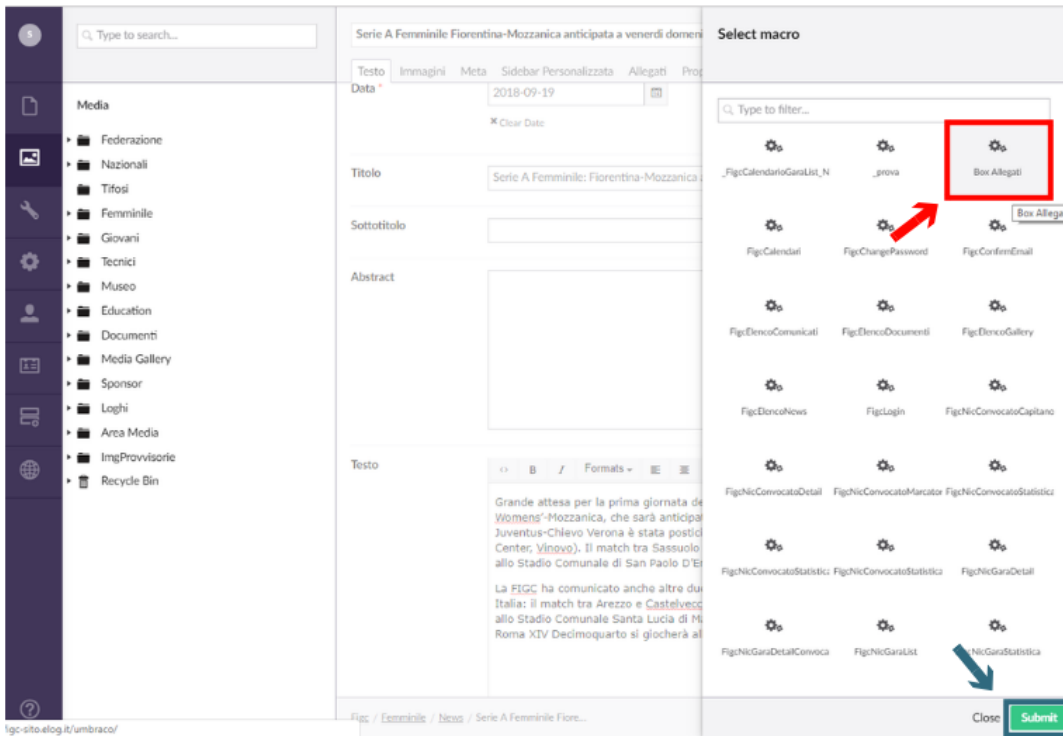 S
Type to search...
Media
Federazione
Nazionali
Tifosi
Femminile
Giovani
Tecnici
Museo
Education
Documenti
Media Gallery
Sponsor
Loghi
Area Media
ImgProvvisorie
Recycle Bin
figc-sito.elog.it/umbraco/
Serie A Femminile Fiorentina-Mozzanica anticipata a venerdì domeni
Testo Immagini Meta Sidebar Personalizzata Allegati Prop
Data *
2018-09-19
Clear Date
Titolo
Serie A Femminile: Fiorentina-Mozzanica a
Sottotitolo
Abstract
Testo
B I Formats
Grande attesa per la prima giornata de
Womens'-Mozzanica, che sarà anticipat
Juventus-Chievo Verona è stata postici
Center, Vinovo). Il match tra Sassuolo
allo Stadio Comunale di San Paolo D'E
La FIGC ha comunicato anche altre du
Italia: il match tra Arezzo e Castelvecc
allo Stadio Comunale Santa Lucia di M
Roma XIV Decimoquarto si giocherà al
Figc / Femminile / News / Serie A Femminile Fiore...
Select macro
Type to filter...
_FigcCalendarioGaraList_N _prova Box Allegati
Box Allega
FigcCalendari FigcChangePassword FigcConfirmEmail
FigcElencoComunicati FigcElencoDocumenti FigcElencoGallery
FigcElencoNews FigcLogin FigcNicConvocatoCapitano
FigcNicConvocatoDetail FigcNicConvocatoMarcator FigcNicConvocatoStatistica
FigcNicConvocatoStatistic FigcNicConvocatoStatistica FigcNicGaraDetail
FigcNicGaraDetailConvoca FigcNicGaraList NicGaraStatistica
Close Submit